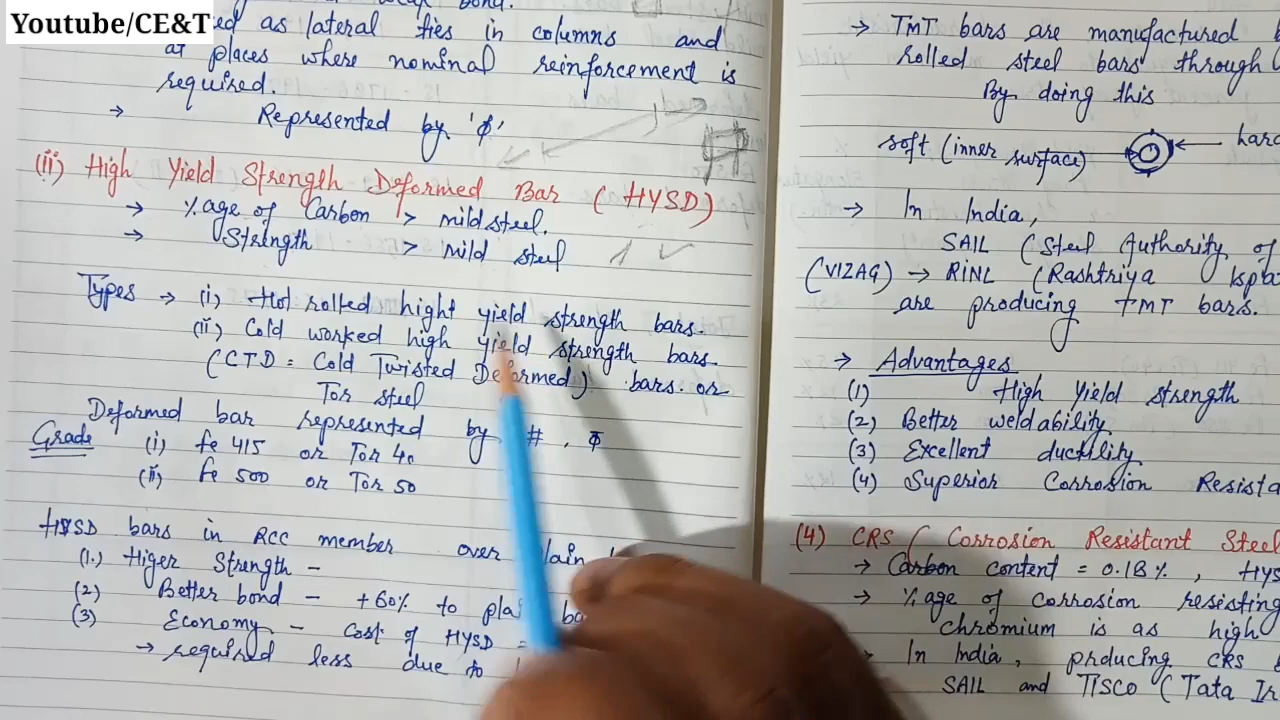 Youtube/CE&T
bond.
ed as lateral ties in columns and
at places where nominal reinforcement is
required.
→ Represented by 'ϕ'
(ii) High Yield Strength Deformed Bar (HYSD)
→ %age of Carbon > mild steel.
→ Strength > mild steel
Types → (i) Hot rolled hight yield strength bars.
(ii) Cold worked high yield strength bars.
(CTD = Cold Twisted Deformed) bars or
Tor steel
Deformed bar represented by #, ϕ̄
Grade (i) fe 415 or Tor 40
(ii) fe 500 or Tor 50
HYSD bars in RCC member over plain
(1.) Higer Strength -
(2) Better bond - +60% to
(3) Economy - Cost of HYSD =
→ required less due to
→ TMT bars are manufactured
rolled steel bars through
By doing this
soft (inner surface) ← hard
→ In India,
SAIL (Steel Authority of
(VIZAG) → RINL (Rashtriya Ispa
are producing TMT bars.
→ Advantages
(1) High Yield strength
(2) Better weldability
(3) Excellent ductility
(4) Superior Corrosion Resista
(4) CRS (Corrosion Resistant Steel
→ Carbon content = 0.18%, HYS
→ %age of corrosion resisting
chromium is as high
→ In India, prducing CRS
SAIL and TISCO (Tata Ir